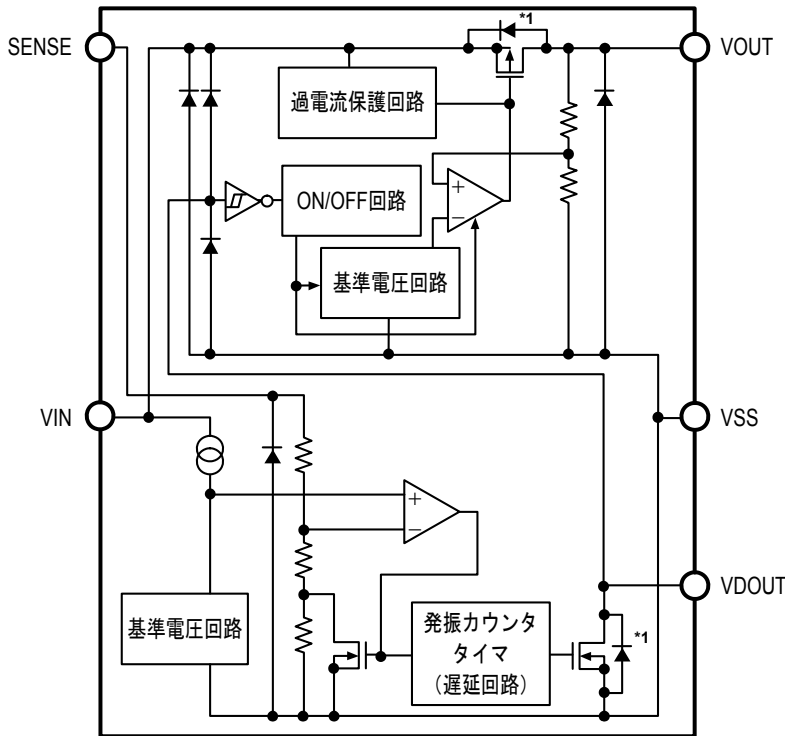 SENSE
*1
VOUT
過電流保護回路
+
−
ON/OFF回路
基準電圧回路
VIN
VSS
+
−
VDOUT
基準電圧回路
発振カウンタ
タイマ
（遅延回路）
*1